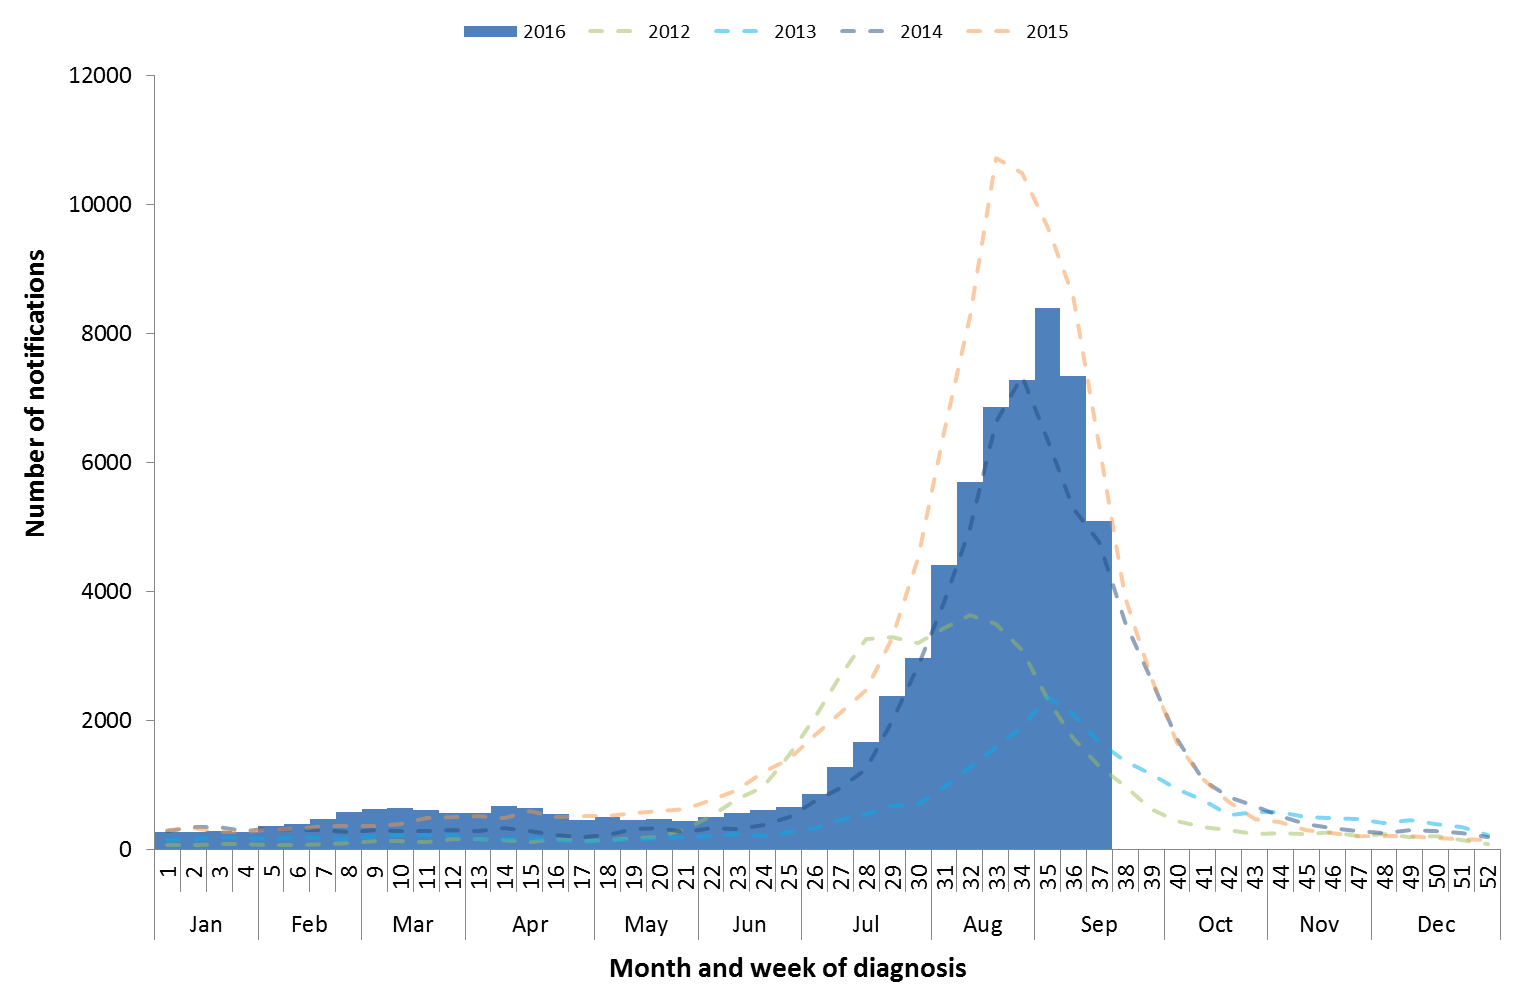 2016 2012 2013 2014 2015
12000
10000
8000
6000
4000
2000
0
Number of notifications
1 2 3 4 5 6 7 8 9 10 11 12 13 14 15 16 17 18 19 20 21 22 23 24 25 26 27 28 29 30 31 32 33 34 35 36 37 38 39 40 41 42 43 44 45 46 47 48 49 50 51 52
Jan Feb Mar Apr May Jun Jul Aug Sep Oct Nov Dec
Month and week of diagnosis